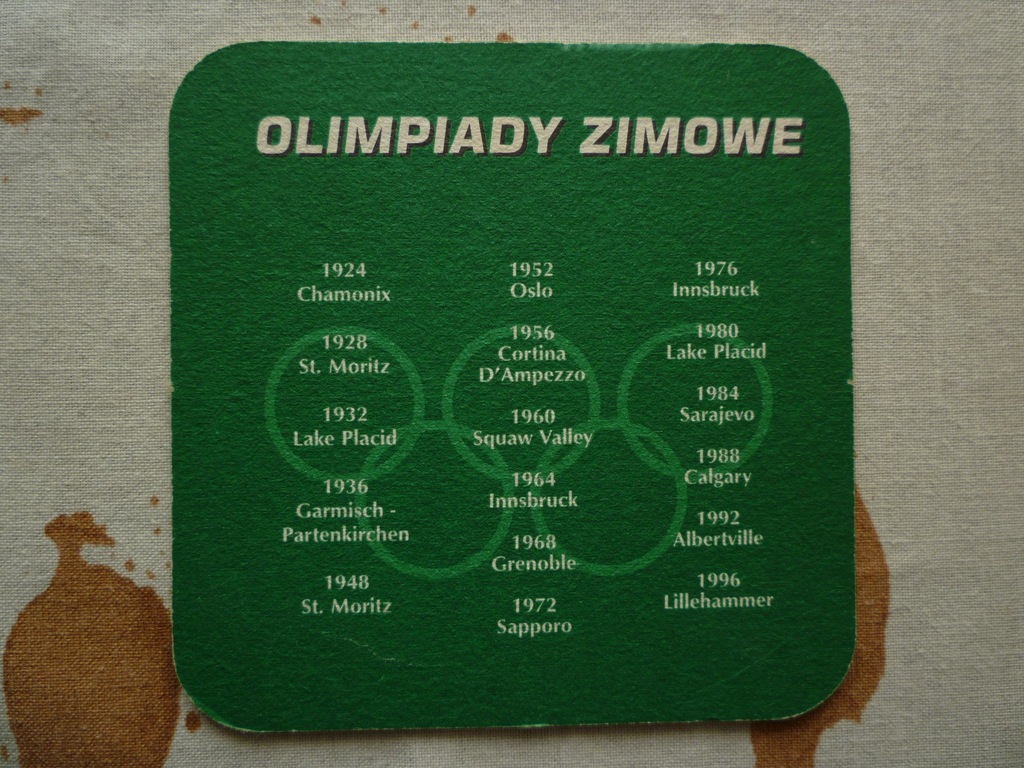 OLIMPIADY ZIMOWE
1924
Chamonix
1928
St. Moritz
1932
Lake Placid
1936
Garmisch -
Partenkirchen
1948
St. Moritz
1952
Oslo
1956
Cortina
D'Ampezzo
1960
Squaw Valley
1964
Innsbruck
1968
Grenoble
1972
Sapporo
1976
Innsbruck
1980
Lake Placid
1984
Sarajevo
1988
Calgary
1992
Albertville
1996
Lillehammer